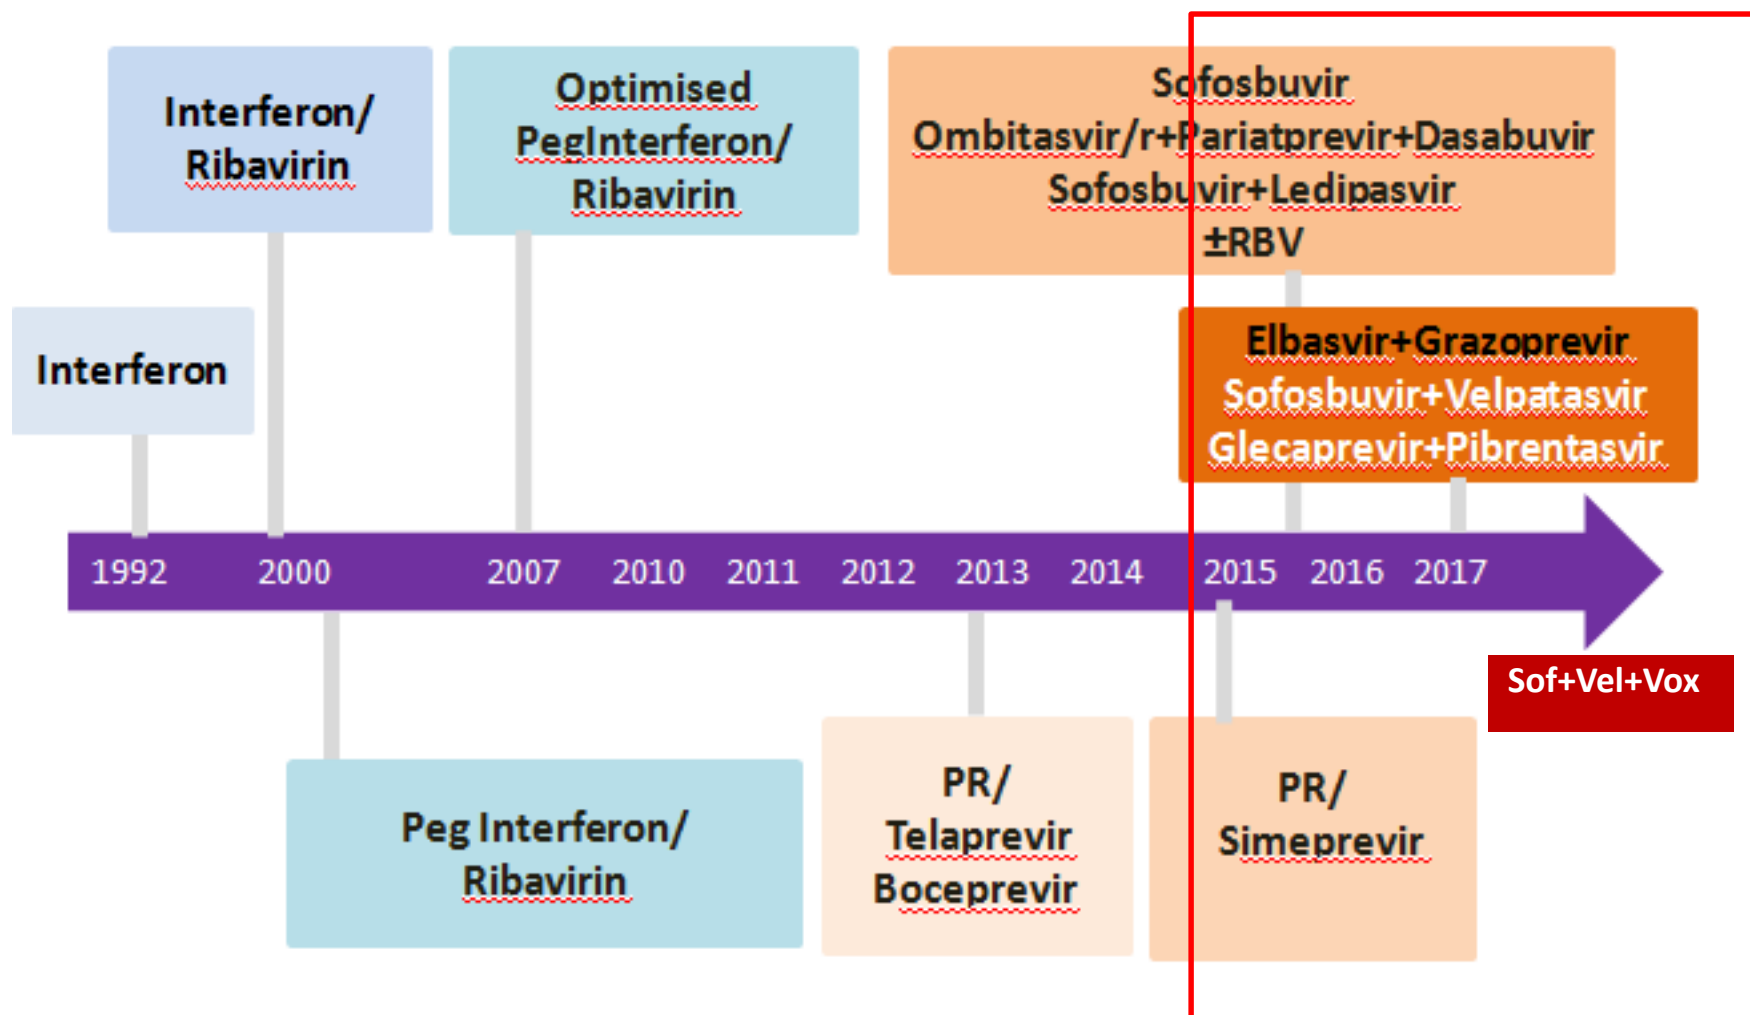 Interferon/
Ribavirin
Optimised
PegInterferon/
Ribavirin
Sofosbuvir
Ombitasvir/r+Pariatprevir+Dasabuvir
Sofosbuvir+Ledipasvir
±RBV
Interferon
Elbasvir+Grazoprevir
Sofosbuvir+Velpatasvir
Glecaprevir+Pibrentasvir
1992 2000 2007 2010 2011 2012 2013 2014 2015 2016 2017
Sof+Vel+Vox
Peg Interferon/
Ribavirin
PR/
Telaprevir
Boceprevir
PR/
Simeprevir